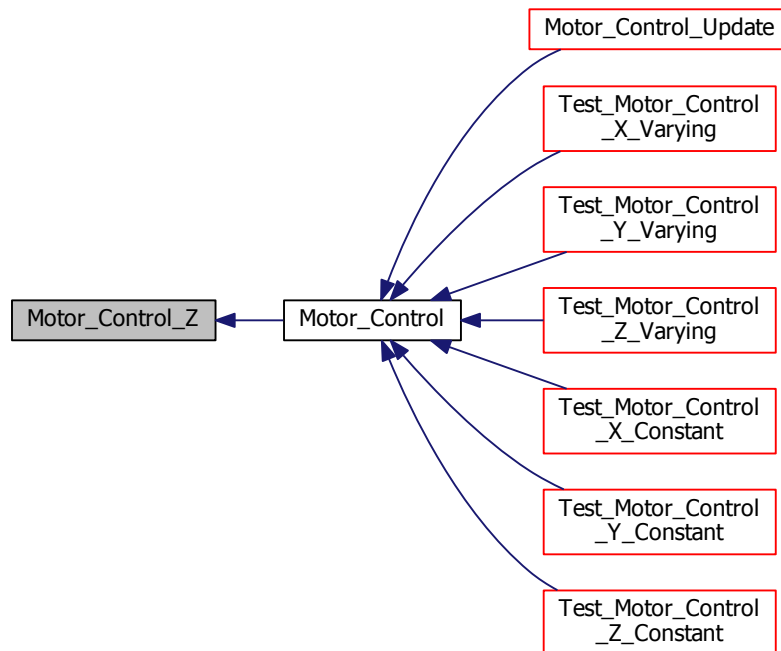 Motor_Control_Update
Test_Motor_Control
_X_Varying
Test_Motor_Control
_Y_Varying
Test_Motor_Control
_Z_Varying
Motor_Control_Z
Motor_Control
Test_Motor_Control
_X_Constant
Test_Motor_Control
_Y_Constant
Test_Motor_Control
_Z_Constant